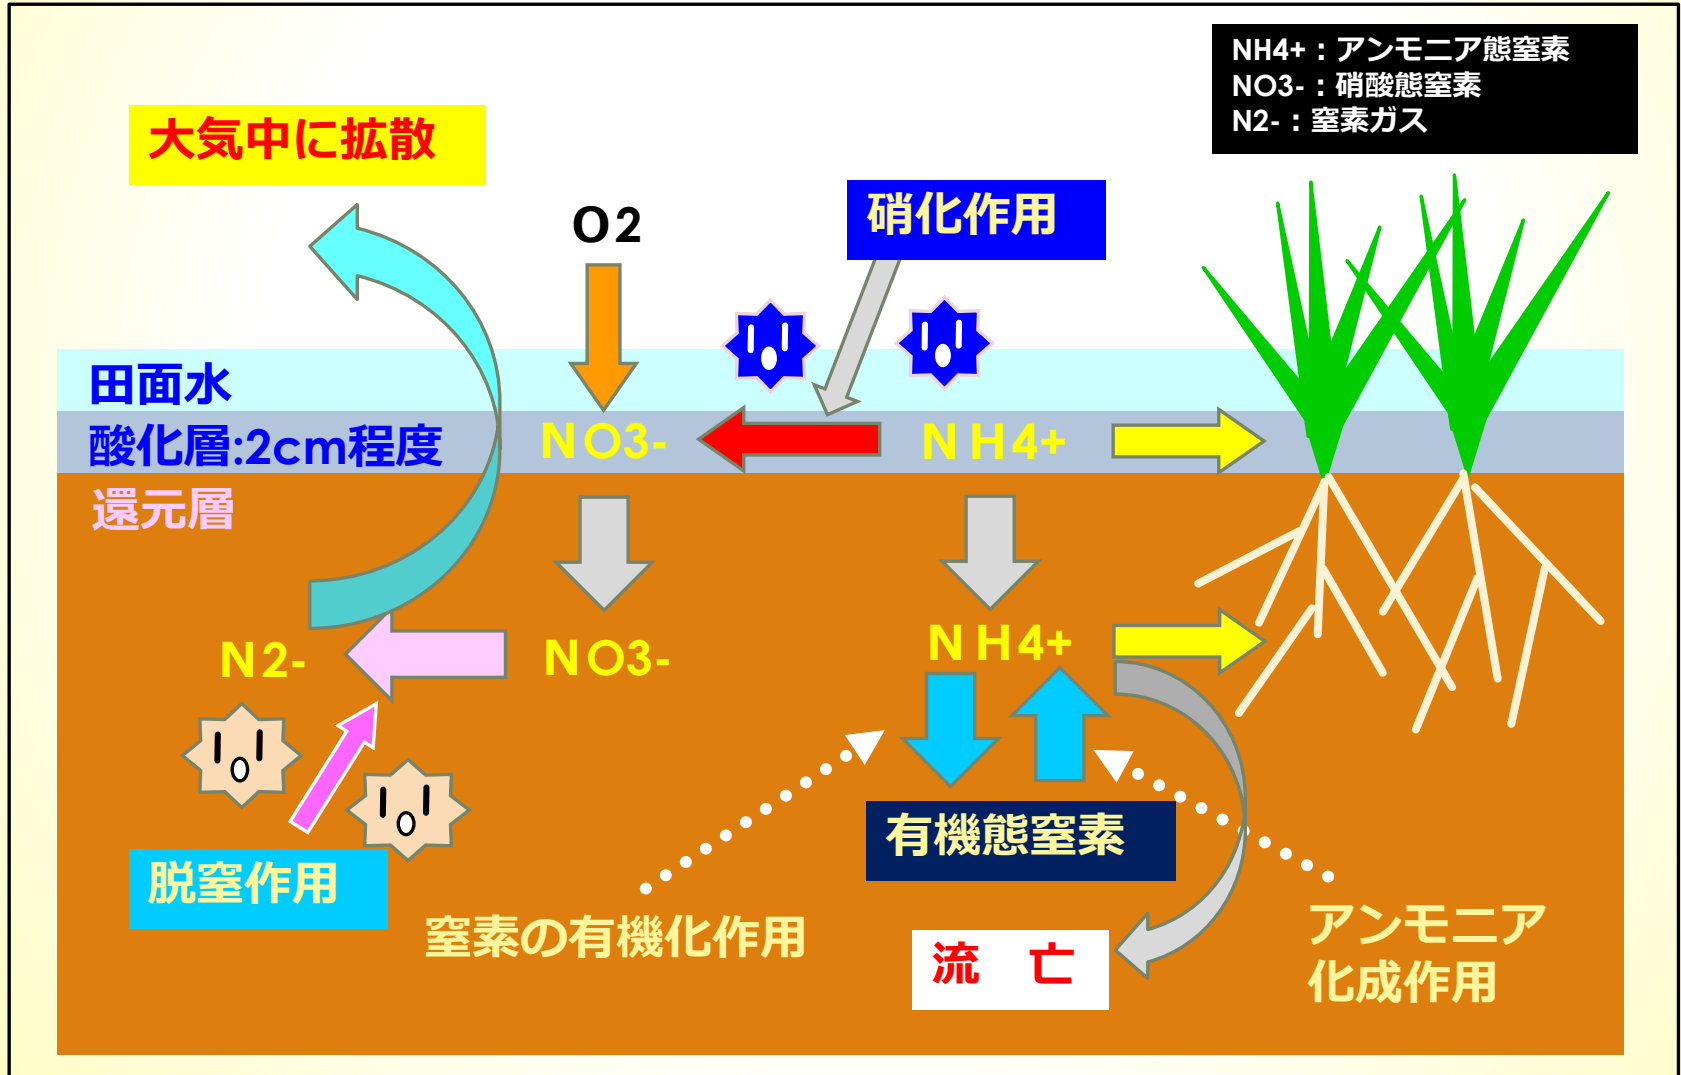 NH4+：アンモニア態窒素
NO3-：硝酸態窒素
N2-：窒素ガス
大気中に拡散
O2
硝化作用
田面水
酸化層:2cm程度
NO3-
NH4+
還元層
N2-
NO3-
NH4+
有機態窒素
脱窒作用
窒素の有機化作用
流　亡
アンモニア
化成作用